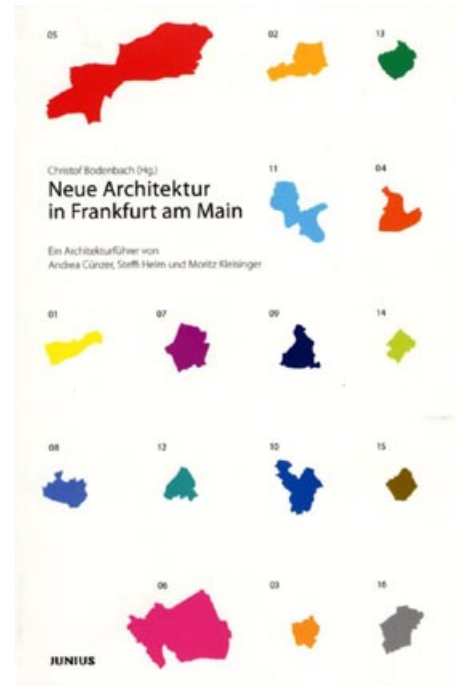 05
02
13
Christof Bodenbach (Hg.)
Neue Architektur
in Frankfurt am Main
11
04
Ein Architekturführer von
Andrea Cünzer, Steffi Helm und Moritz Kleisinger
01
07
09
14
08
12
10
15
06
03
16
JUNIUS